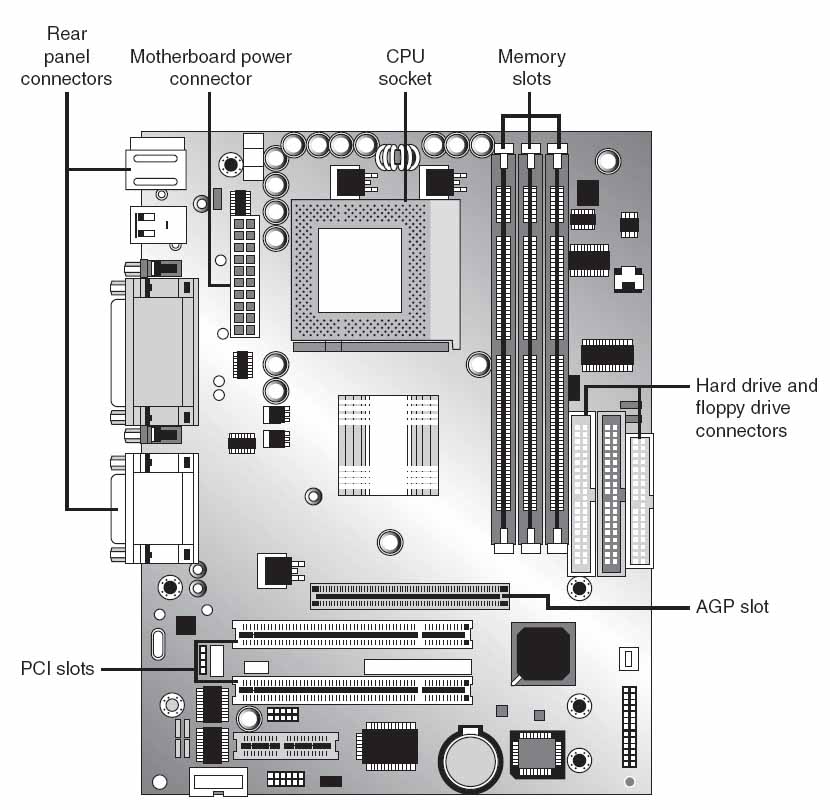 Rear
panel
connectors
Motherboard power
connector
CPU
socket
Memory
slots
Hard drive and
floppy drive
connectors
AGP slot
PCI slots